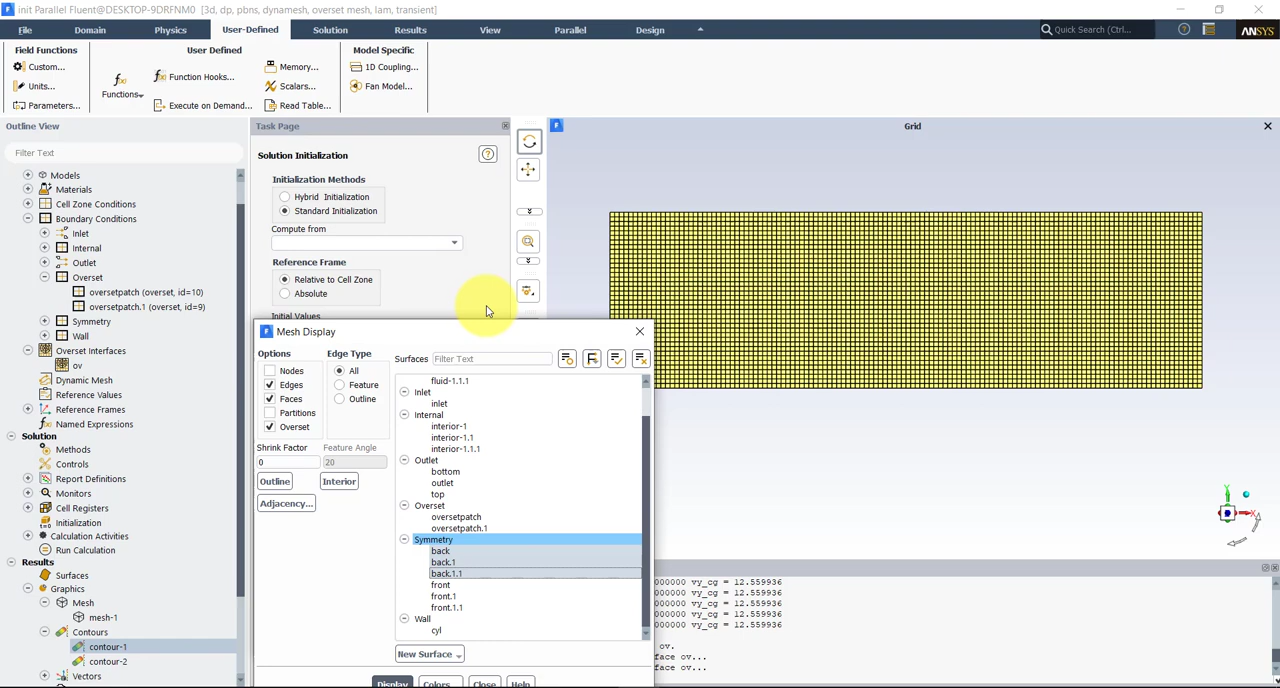 init Parallel Fluent@DESKTOP-9DRFNM0 [3d, dp, pbns, dynamesh, overset mesh, lam, transient]
File Domain Physics User-Defined Solution Results View Parallel Design Quick Search (Ctrl... ANSYS
Field Functions User Defined Model Specific
Custom... Function Hooks... Memory... 1D Coupling...
Units... Functions Scalars... Fan Model...
Parameters... Execute on Demand... Read Table...
Outline View
Filter Text
Models
Materials
Cell Zone Conditions
Boundary Conditions
Inlet
Internal
Outlet
Overset
oversetpatch (overset, id=10)
oversetpatch.1 (overset, id=9)
Symmetry
Wall
Overset Interfaces
ov
Dynamic Mesh
Reference Values
Reference Frames
Named Expressions
Solution
Methods
Controls
Report Definitions
Monitors
Cell Registers
Initialization
Calculation Activities
Run Calculation
Results
Surfaces
Graphics
Mesh
mesh-1
Contours
contour-1
contour-2
Vectors
Task Page
Solution Initialization
Initialization Methods
Hybrid Initialization
Standard Initialization
Compute from
Reference Frame
Relative to Cell Zone
Absolute
Initial Values
Mesh Display
Options
Nodes
Edges
Faces
Partitions
Overset
Edge Type
All
Feature
Outline
Shrink Factor Feature Angle
0 20
Outline Interior
Adjacency...
Surfaces Filter Text
fluid-1.1.1
Inlet
inlet
Internal
interior-1
interior-1.1
interior-1.1.1
Outlet
bottom
outlet
top
Overset
oversetpatch
oversetpatch.1
Symmetry
back
back.1
back.1.1
front
front.1
front.1.1
Wall
cyl
New Surface
Display Colors... Close Help
Grid
Y
X
000000 vy_cg = 12.559936
000000 vy_cg = 12.559936
000000 vy_cg = 12.559936
000000 vy_cg = 12.559936
000000 vy_cg = 12.559936
ov.
face ov...
face ov...